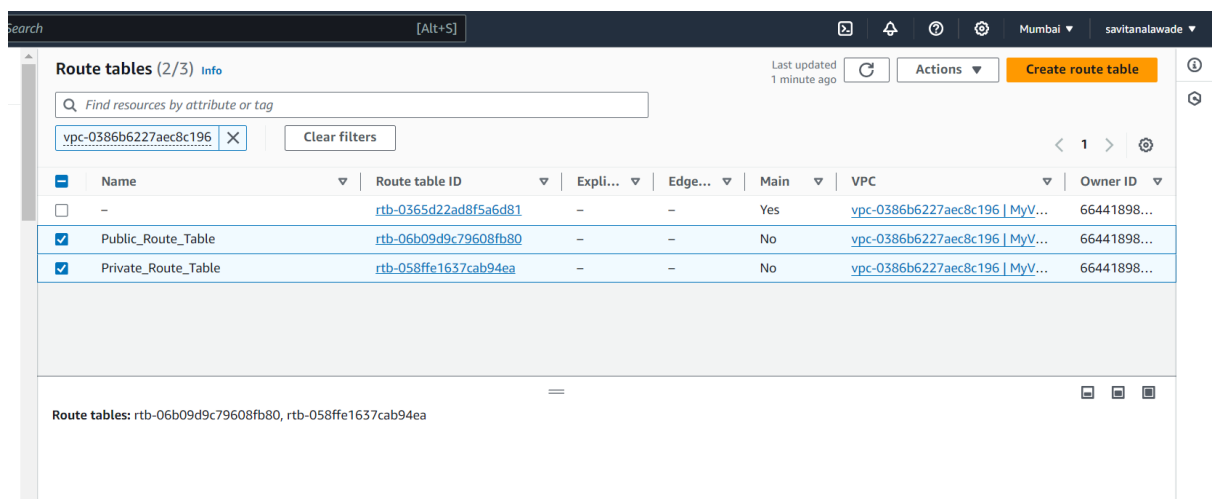 Search [Alt+S] Mumbai ▼ savitanalawade ▼
Route tables (2/3) Info
Last updated
1 minute ago
Actions ▼
Create route table
Find resources by attribute or tag
vpc-0386b6227aec8c196
Clear filters
1
Name Route table ID Expli... Edge... Main VPC Owner ID
– rtb-0365d22ad8f5a6d81 – – Yes vpc-0386b6227aec8c196 | MyV... 66441898...
Public_Route_Table rtb-06b09d9c79608fb80 – – No vpc-0386b6227aec8c196 | MyV... 66441898...
Private_Route_Table rtb-058ffe1637cab94ea – – No vpc-0386b6227aec8c196 | MyV... 66441898...
Route tables: rtb-06b09d9c79608fb80, rtb-058ffe1637cab94ea